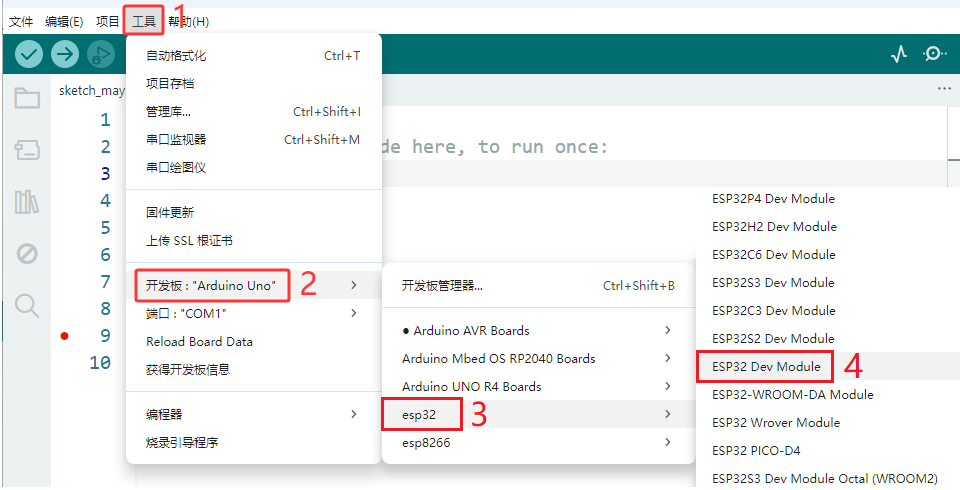 文件 编辑(E) 项目 工具 帮助(H)
1
sketch_may
自动格式化 Ctrl+T
项目存档
管理库... Ctrl+Shift+I
串口监视器 Ctrl+Shift+M
串口绘图仪
固件更新
上传 SSL 根证书
开发板 : "Arduino Uno"
2
端口 : "COM1"
Reload Board Data
获得开发板信息
编程器
烧录引导程序
1
2 de here, to run once:
3
4
5
6
7
8
9
10
开发板管理器... Ctrl+Shift+B
● Arduino AVR Boards
Arduino Mbed OS RP2040 Boards
Arduino UNO R4 Boards
esp32
3
esp8266
ESP32P4 Dev Module
ESP32H2 Dev Module
ESP32C6 Dev Module
ESP32S3 Dev Module
ESP32C3 Dev Module
ESP32S2 Dev Module
ESP32 Dev Module
4
ESP32-WROOM-DA Module
ESP32 Wrover Module
ESP32 PICO-D4
ESP32S3 Dev Module Octal (WROOM2)